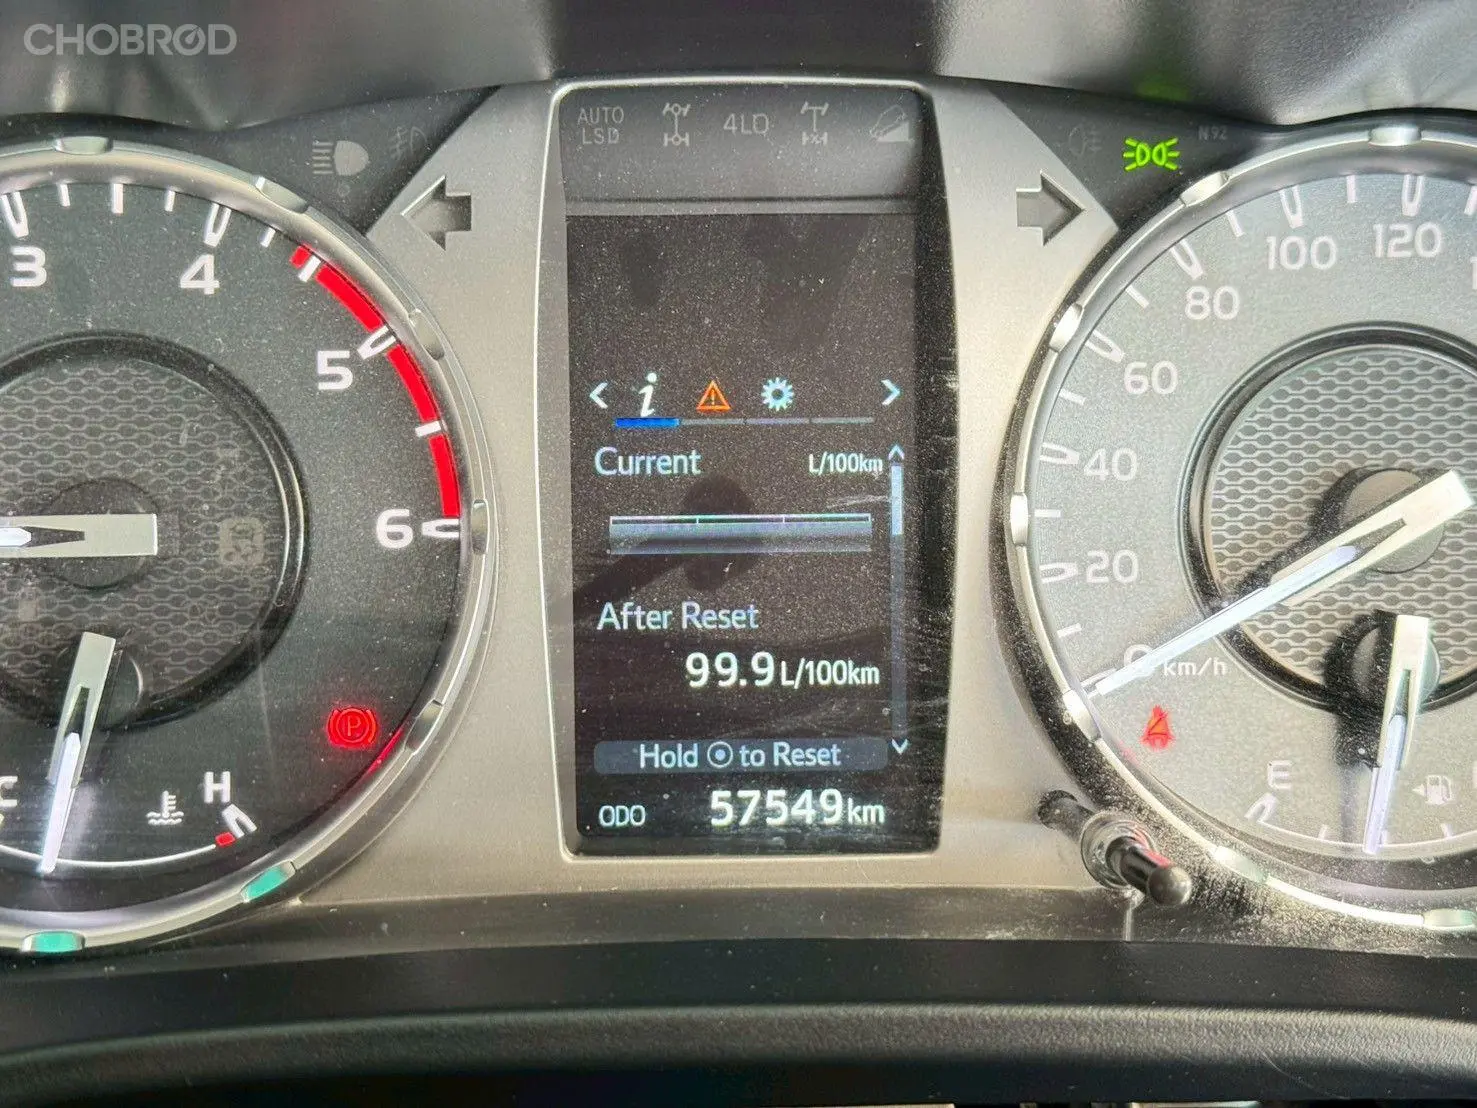 CHOBROD
AUTO
LSD
4LO
3
4
5
6
C
H
P
i
Current
L/100km
After Reset
99.9 L/100km
Hold to Reset
ODO 57549 km
120
100
80
60
40
20
0 km/h
E